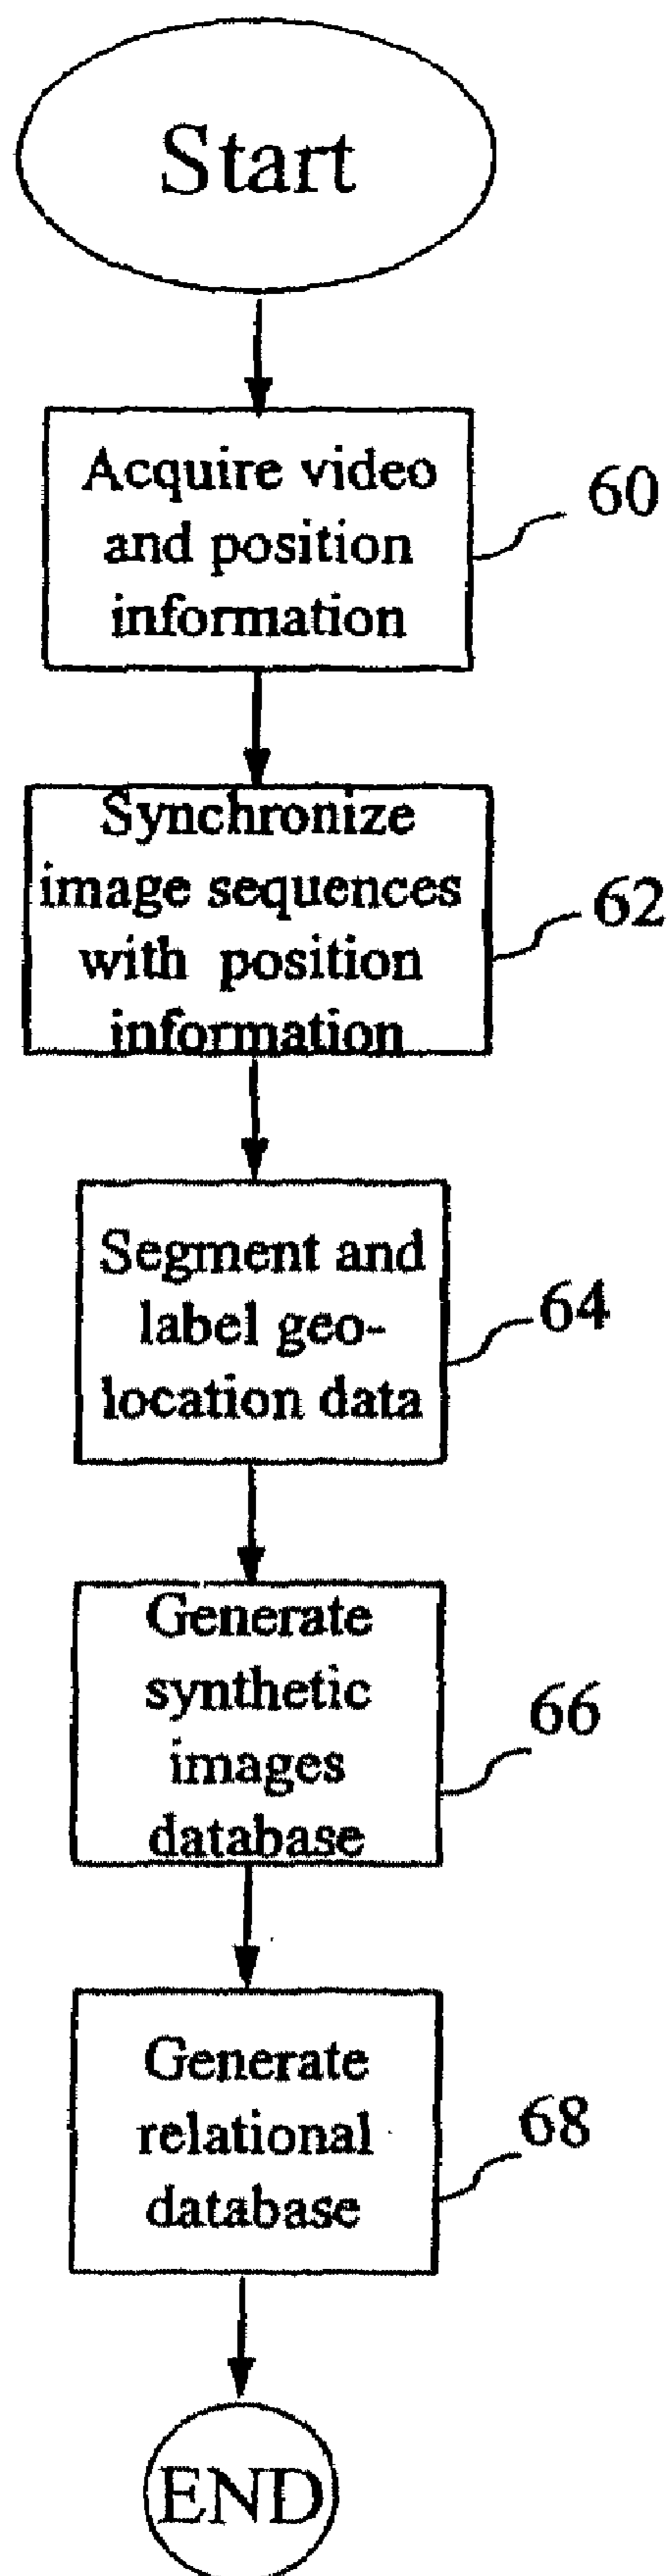 Start
Acquire video
and position
information
60
Synchronize
image sequences
with position
information
62
Segment and
label geo-
location data
64
Generate
synthetic
images
database
66
Generate
relational
database
68
END